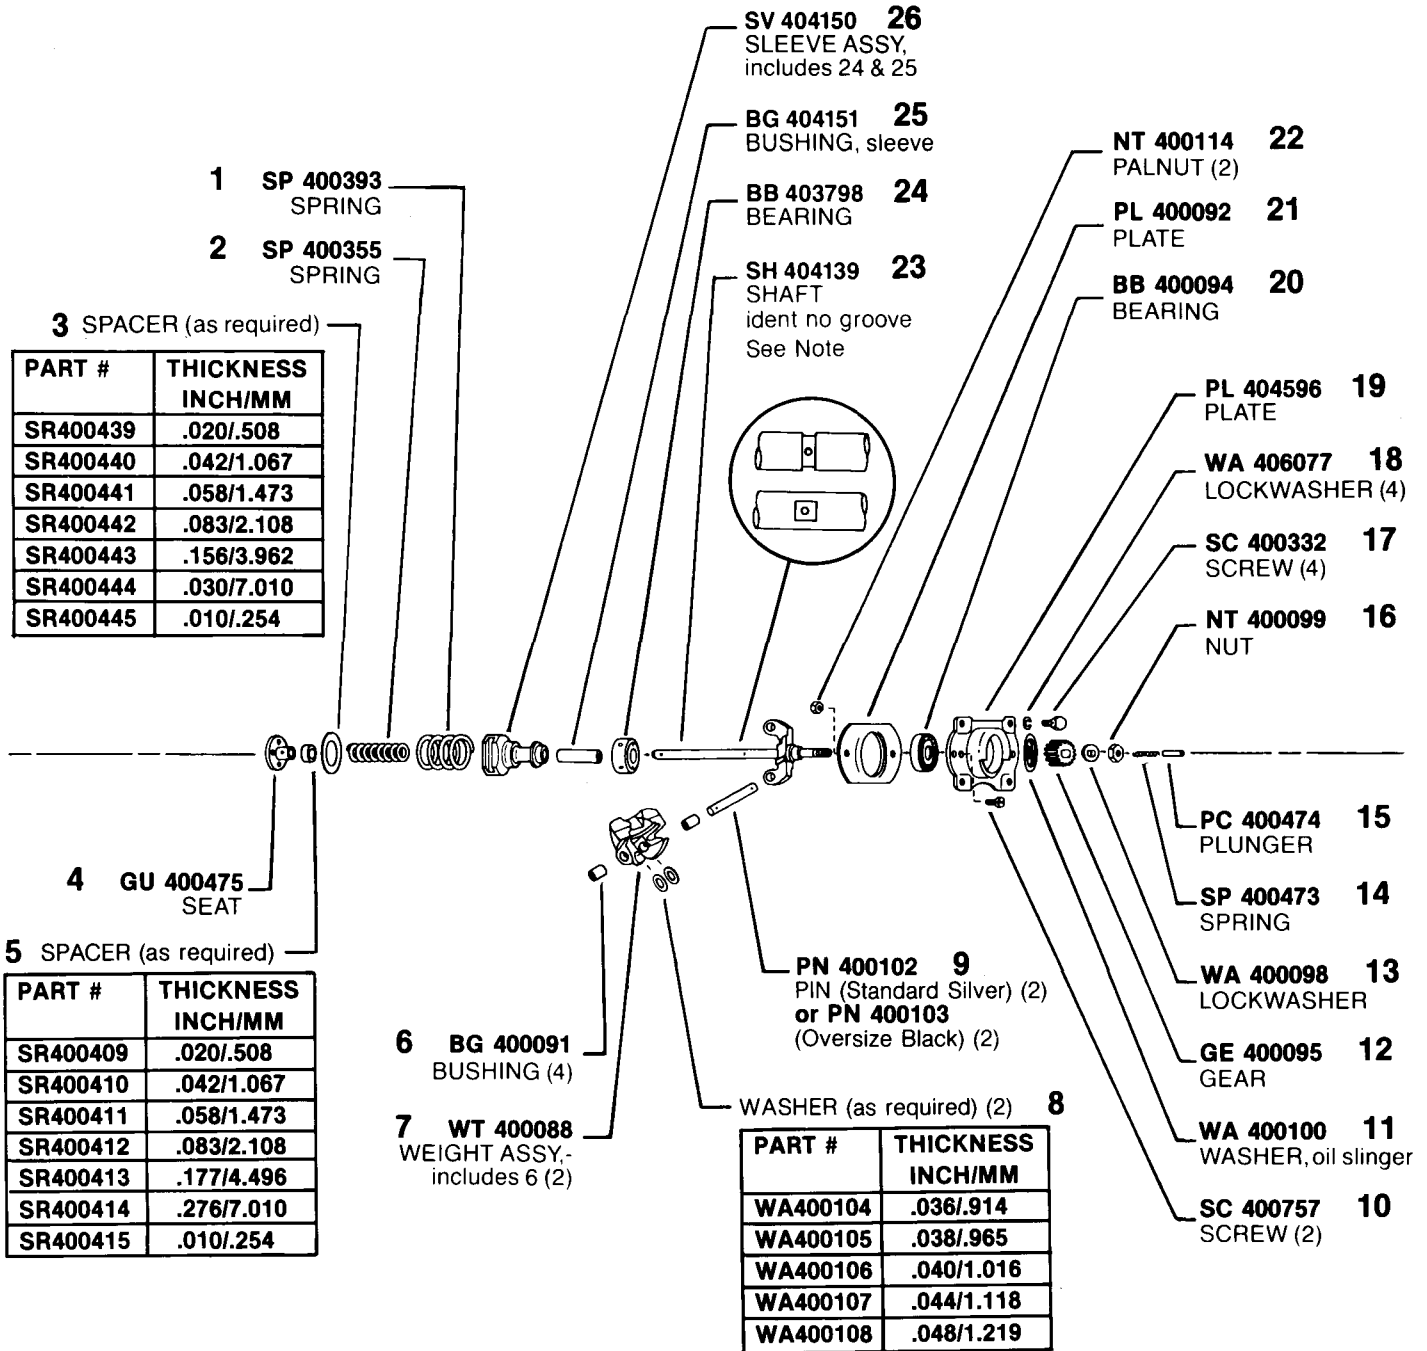 SV 404150 26
SLEEVE ASSY,
includes 24 & 25
BG 404151 25
BUSHING, sleeve
BB 403798 24
BEARING
SH 404139 23
SHAFT
ident no groove
See Note
NT 400114 22
PALNUT (2)
PL 400092 21
PLATE
BB 400094 20
BEARING
PL 404596 19
PLATE
WA 406077 18
LOCKWASHER (4)
SC 400332 17
SCREW (4)
NT 400099 16
NUT
1 SP 400393
SPRING
2 SP 400355
SPRING
3 SPACER (as required)
PART # THICKNESS
INCH/MM
SR400439 .020/.508
SR400440 .042/1.067
SR400441 .058/1.473
SR400442 .083/2.108
SR400443 .156/3.962
SR400444 .030/7.010
SR400445 .010/.254
4 GU 400475
SEAT
5 SPACER (as required)
PART # THICKNESS
INCH/MM
SR400409 .020/.508
SR400410 .042/1.067
SR400411 .058/1.473
SR400412 .083/2.108
SR400413 .177/4.496
SR400414 .276/7.010
SR400415 .010/.254
6 BG 400091
BUSHING (4)
7 WT 400088
WEIGHT ASSY,-
includes 6 (2)
PN 400102 9
PIN (Standard Silver) (2)
or PN 400103
(Oversize Black) (2)
WASHER (as required) (2) 8
PART # THICKNESS
INCH/MM
WA400104 .036/.914
WA400105 .038/.965
WA400106 .040/1.016
WA400107 .044/1.118
WA400108 .048/1.219
PC 400474 15
PLUNGER
SP 400473 14
SPRING
WA 400098 13
LOCKWASHER
GE 400095 12
GEAR
WA 400100 11
WASHER, oil slinger
SC 400757 10
SCREW (2)